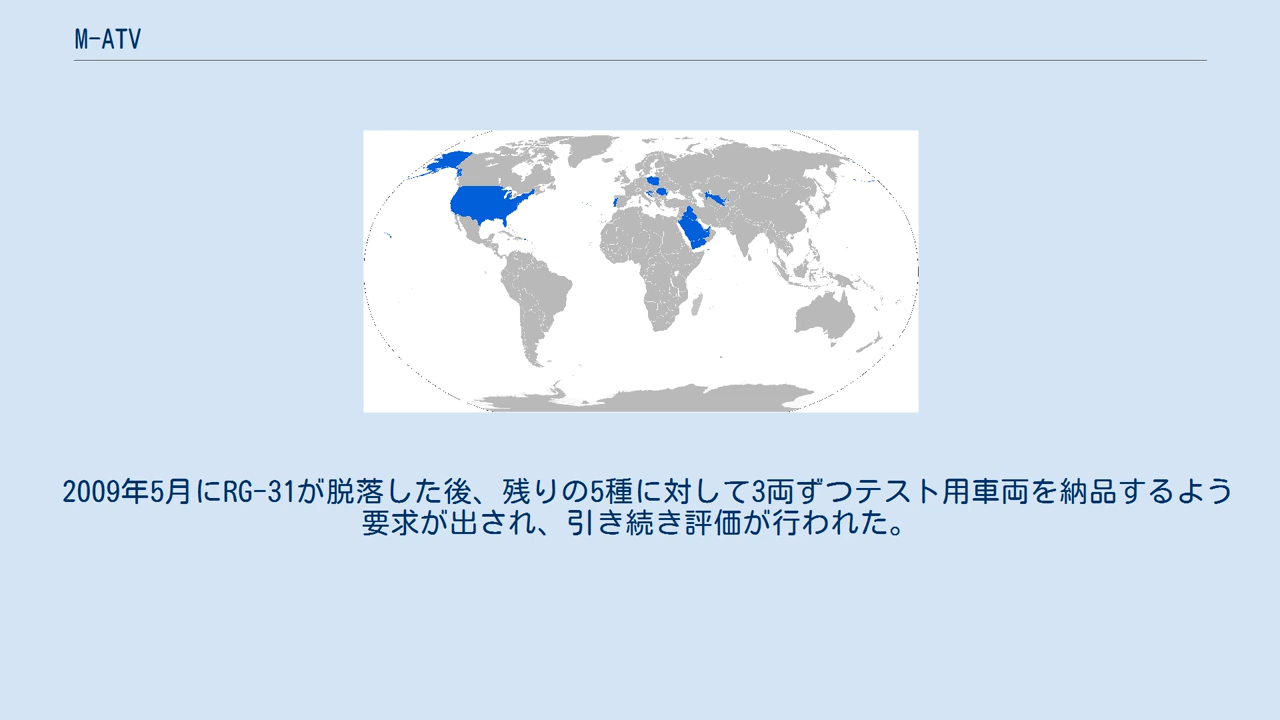 M-ATV
2009年5月にRG-31が脱落した後、残りの5種に対して3両ずつテスト用車両を納品するよう
要求が出され、引き続き評価が行われた。